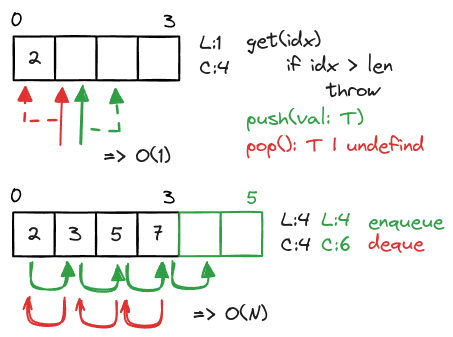 0 3
2
L:1
C:4
get(idx)
if idx > len
throw
push(val: T)
pop(): T | undefind
=> O(1)
0 3 5
2 3 5 7
L:4 L:4 enqueue
C:4 C:6 deque
=> O(N)